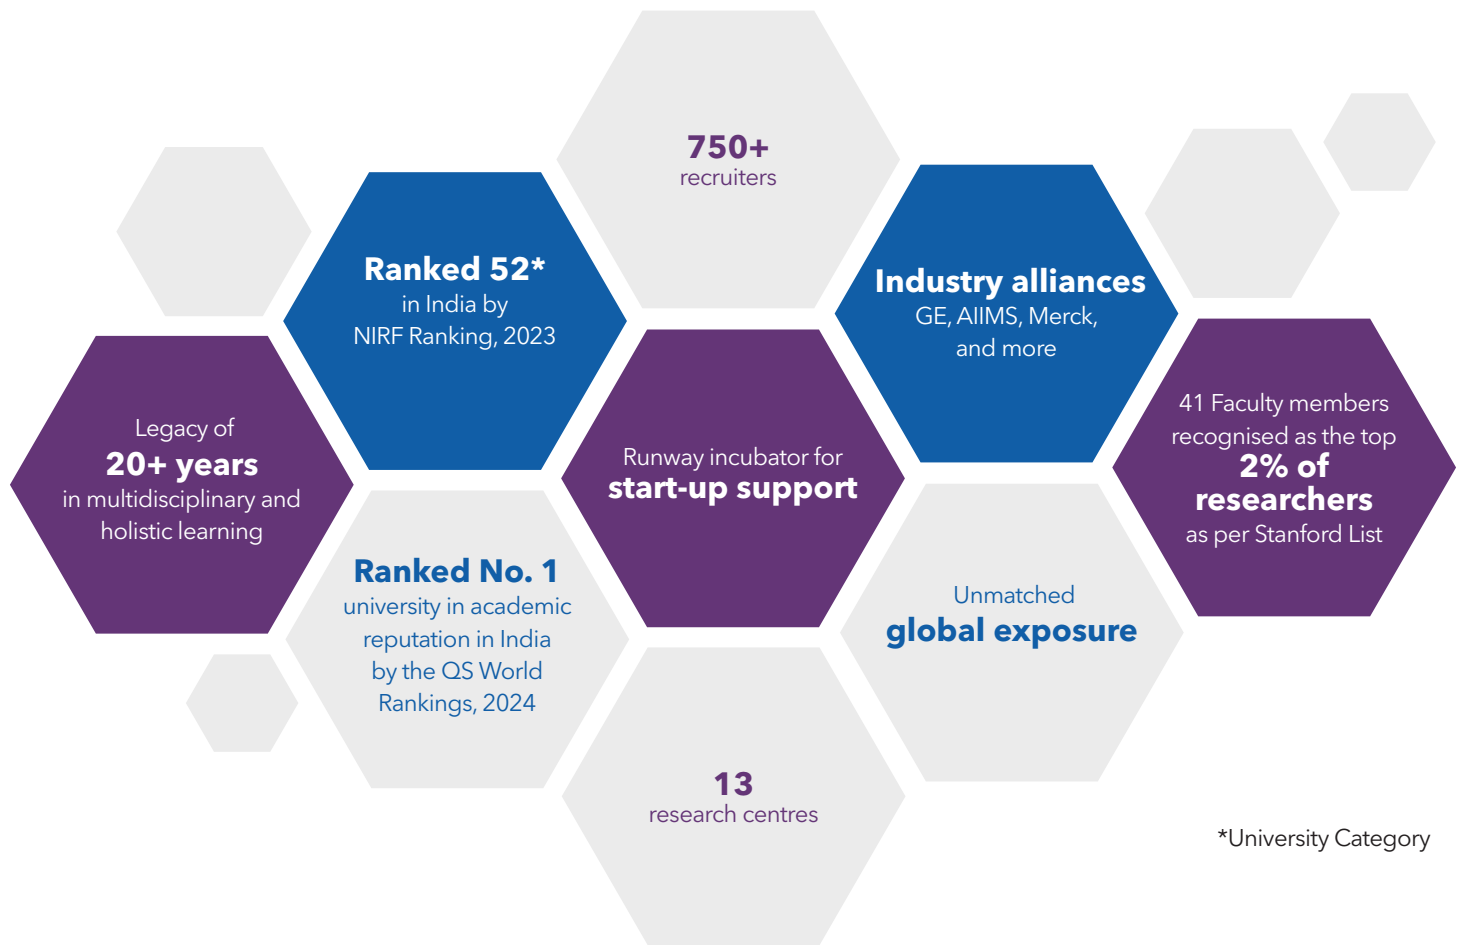 750+
recruiters
Ranked 52*
in India by
NIRF Ranking, 2023
Industry alliances
GE, AIIMS, Merck,
and more
Legacy of
20+ years
in multidisciplinary and
holistic learning
Runway incubator for
start-up support
41 Faculty members
recognised as the top
2% of
researchers
as per Stanford List
Ranked No. 1
university in academic
reputation in India
by the QS World
Rankings, 2024
Unmatched
global exposure
13
research centres
*University Category